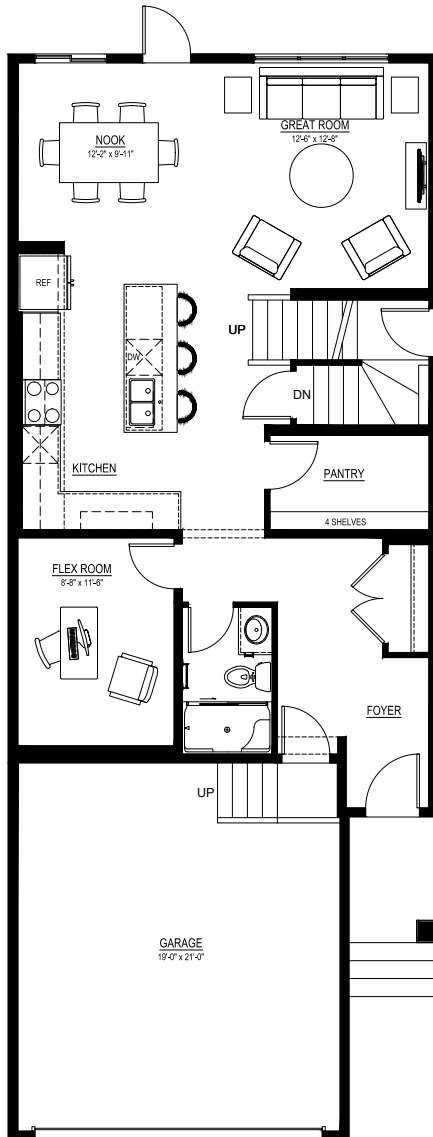 NOOK
12'-2" x 9'-11"
GREAT ROOM
12'-6" x 12'-8"
REF
UP
DW
DN
KITCHEN
PANTRY
4 SHELVES
FLEX ROOM
8'-8" x 11'-6"
FOYER
UP
GARAGE
19'-0" x 21'-0"